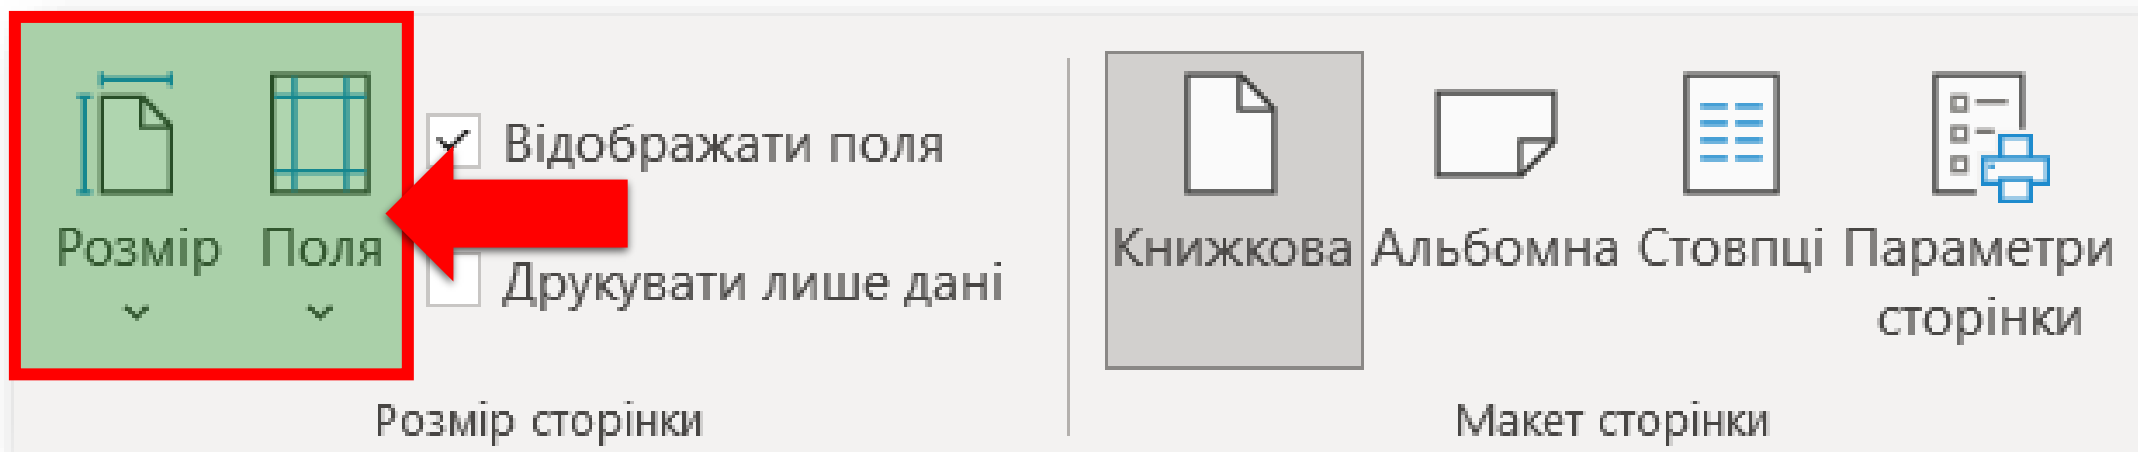 Розмір
Поля
Відображати поля
Друкувати лише дані
Розмір сторінки
Книжкова
Альбомна
Стовпці
Параметри
сторінки
Макет сторінки